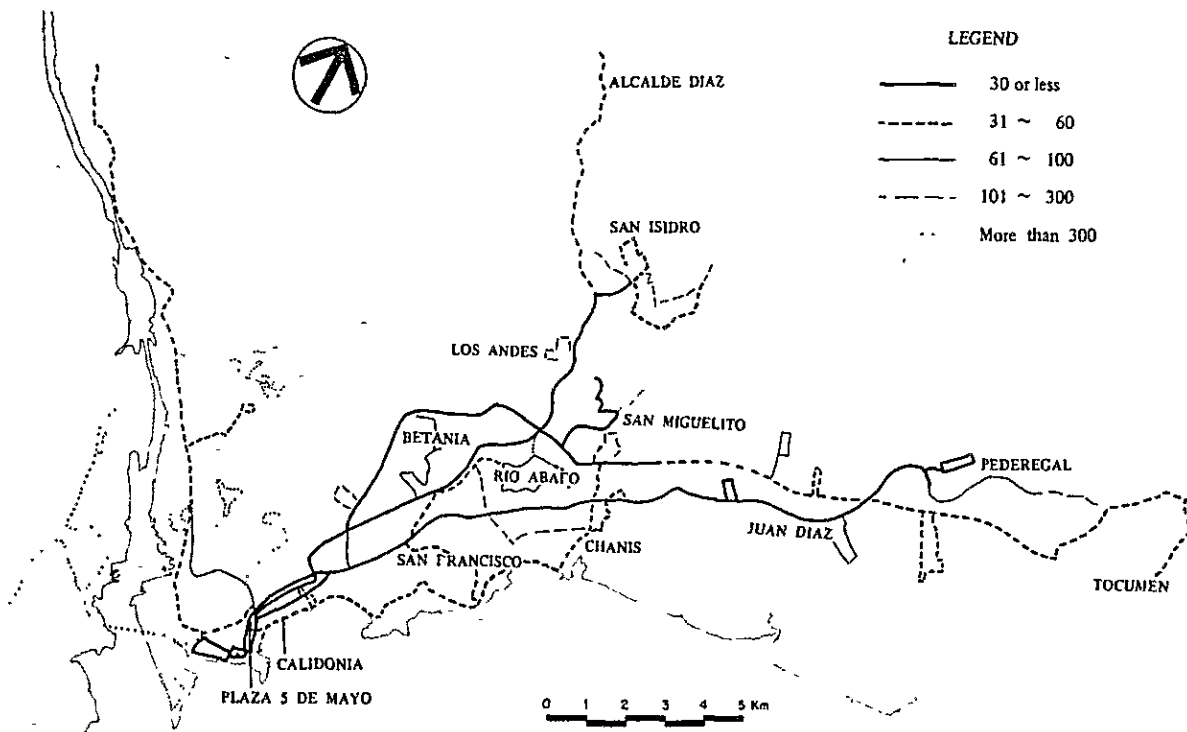 LEGEND
30 or less
31 ~ 60
61 ~ 100
101 ~ 300
More than 300
ALCALDE DIAZ
SAN ISIDRO
LOS ANDES
SAN MIGUELITO
BETANIA
RIO ABAJO
PEDEREGAL
JUAN DIAZ
CHANIS
SAN FRANCISCO
TOCUMEN
CALIDONIA
PLAZA 5 DE MAYO
0 1 2 3 4 5 Km